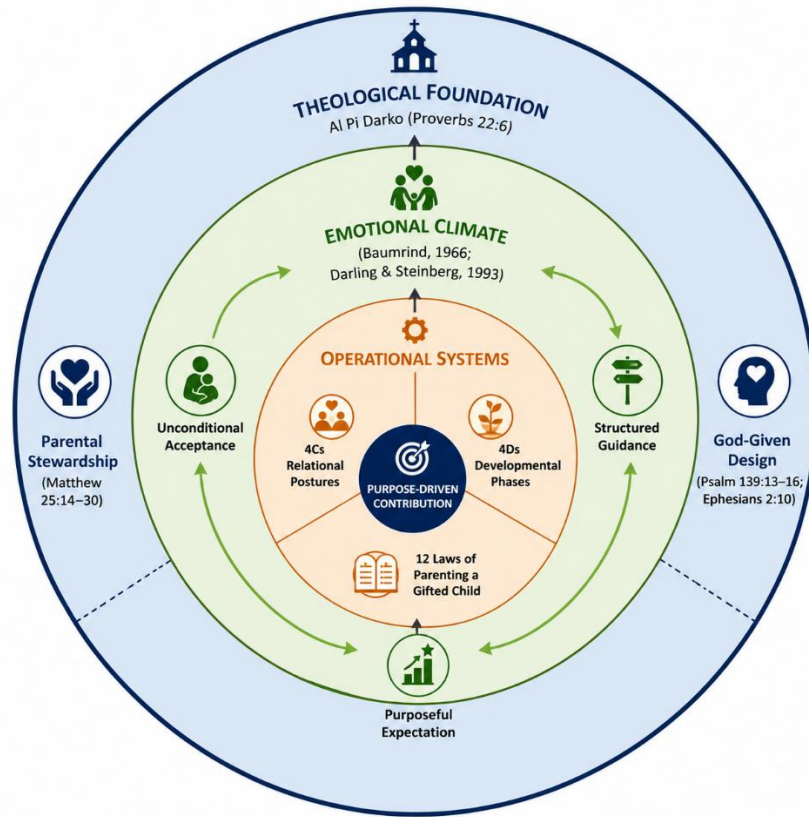 THEOLOGICAL FOUNDATION
Al Pi Darko (Proverbs 22:6)
EMOTIONAL CLIMATE
(Baumrind, 1966;
Darling & Steinberg, 1993)
OPERATIONAL SYSTEMS
Parental
Stewardship
(Matthew
25:14–30)
Unconditional
Acceptance
4Cs
Relational
Postures
PURPOSE-DRIVEN
CONTRIBUTION
4Ds
Developmental
Phases
Structured
Guidance
God-Given
Design
(Psalm 139:13–16;
Ephesians 2:10)
12 Laws of
Parenting a
Gifted Child
Purposeful
Expectation